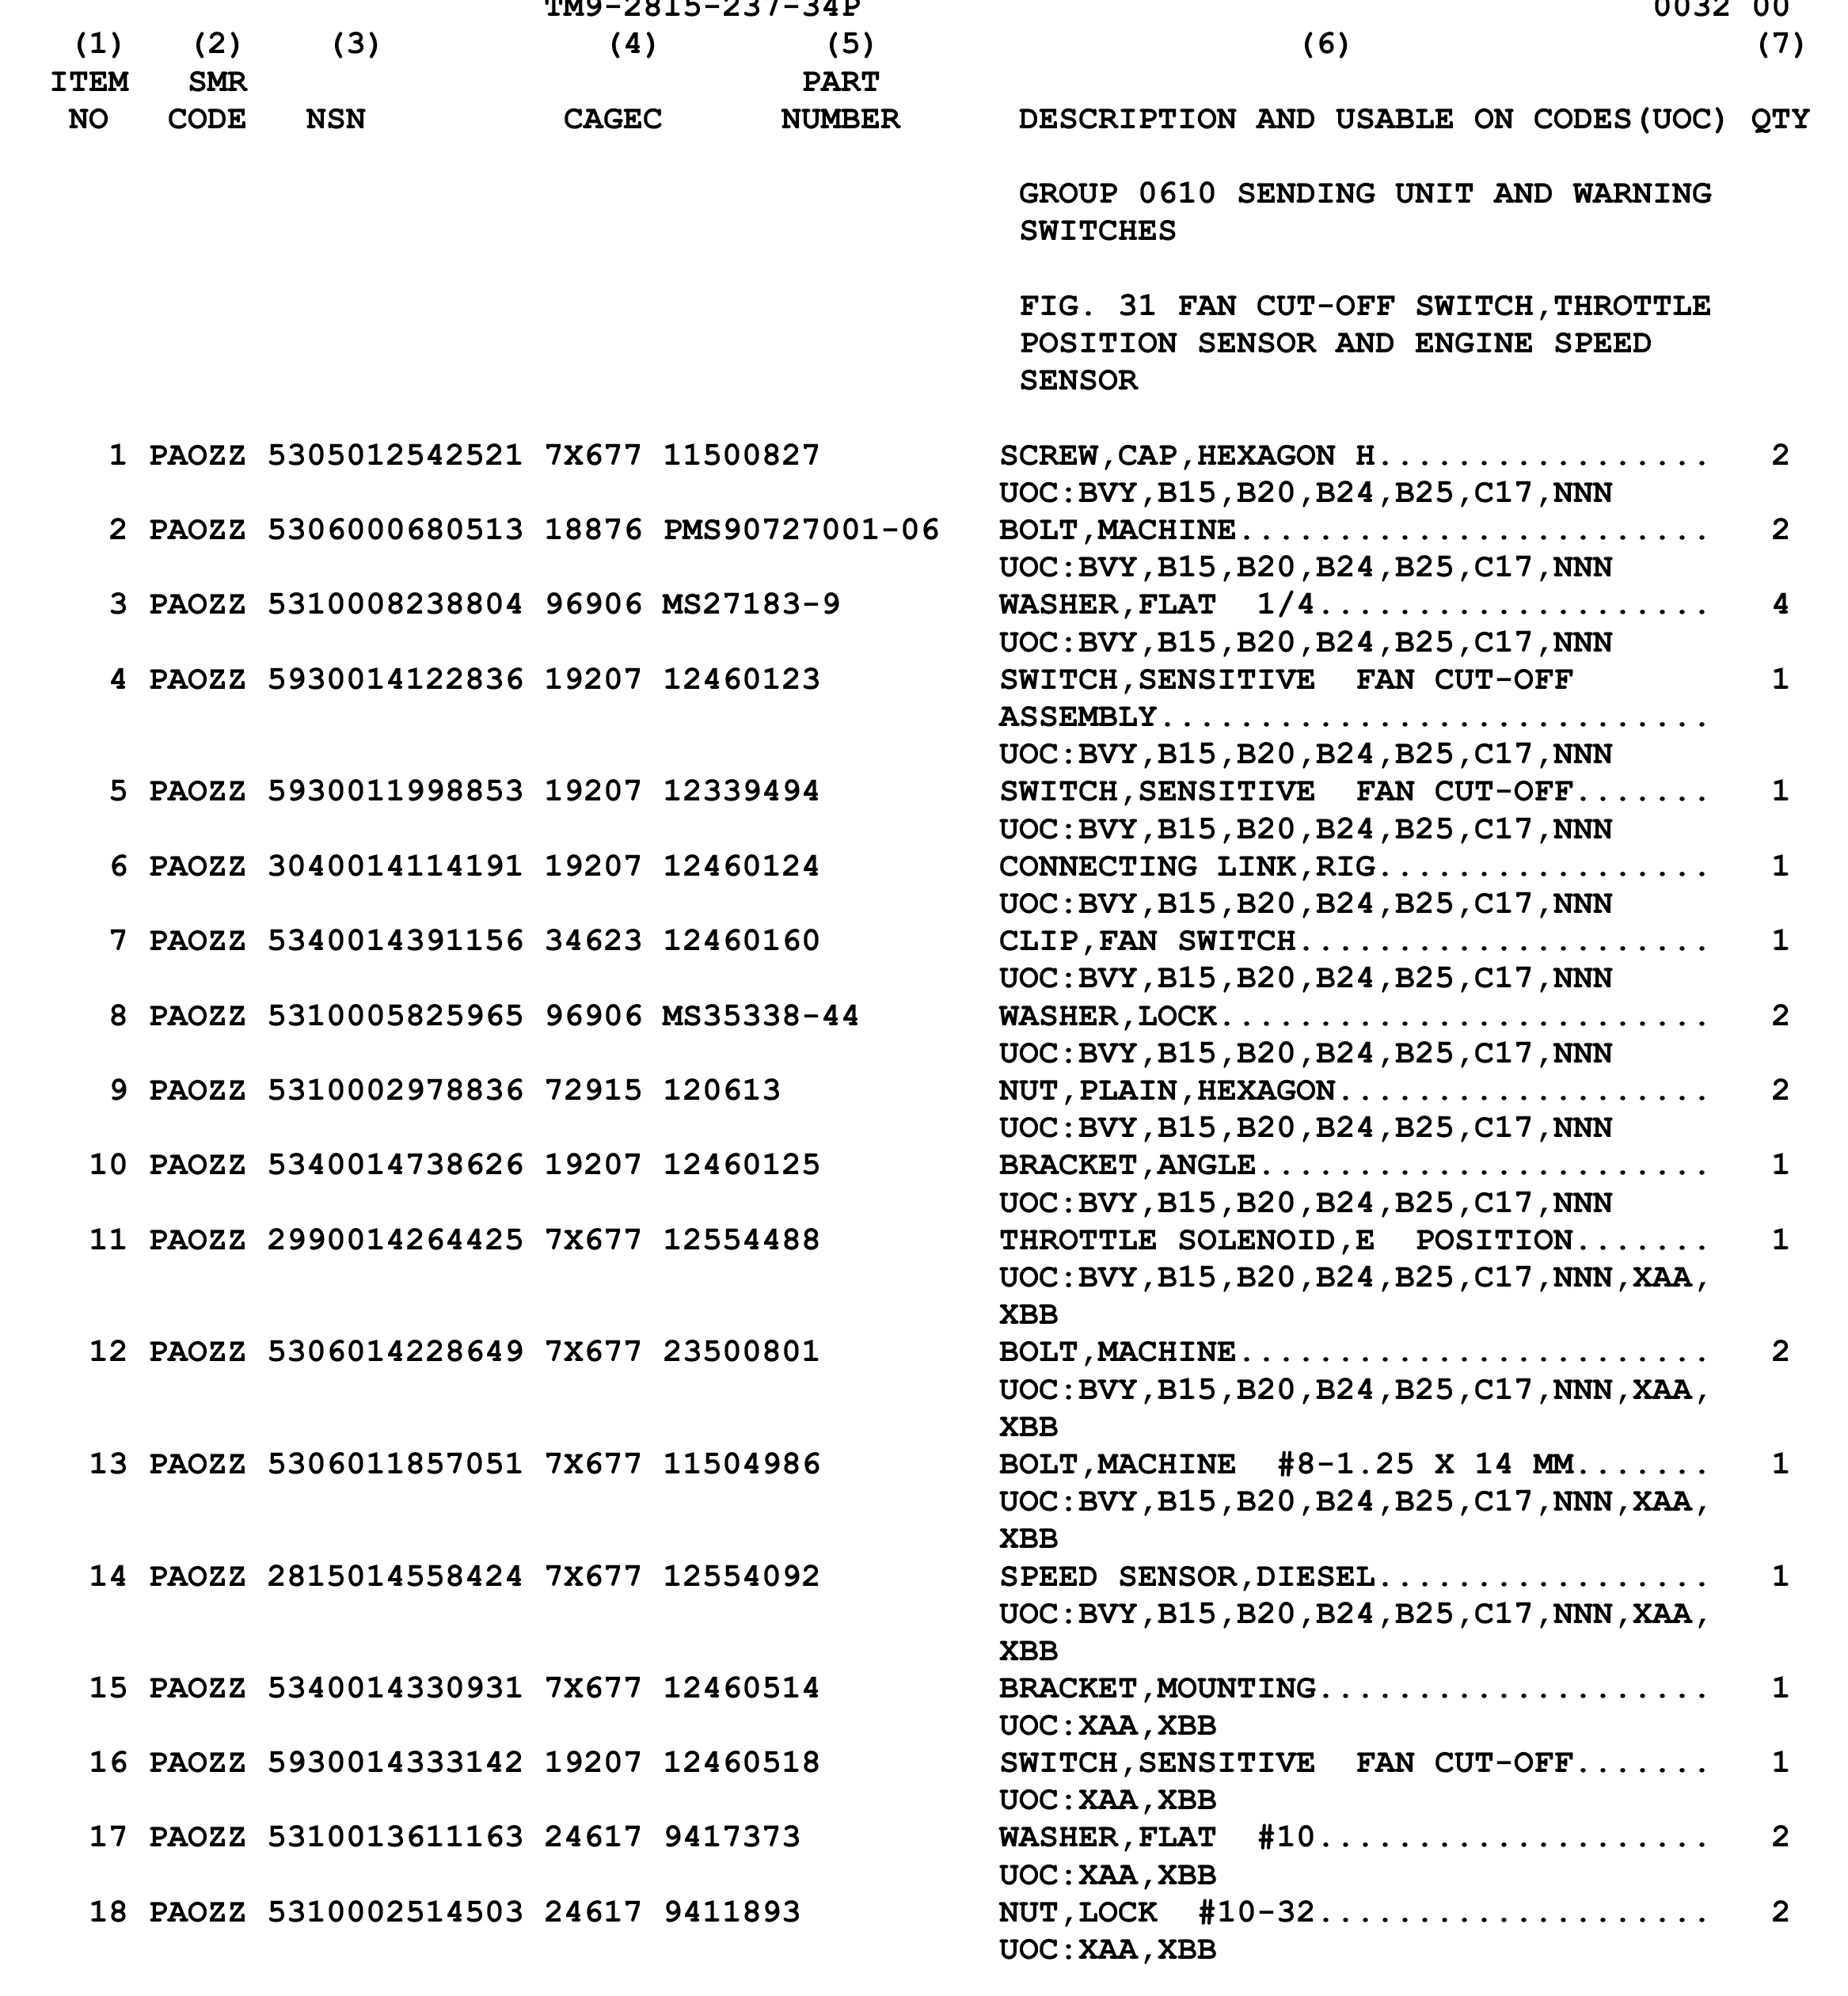 TM9-2815-237-34P 0032 00
(1) (2) (3) (4) (5) (6) (7)
ITEM SMR PART
NO CODE NSN CAGEC NUMBER DESCRIPTION AND USABLE ON CODES(UOC) QTY
GROUP 0610 SENDING UNIT AND WARNING
SWITCHES
FIG. 31 FAN CUT-OFF SWITCH,THROTTLE
POSITION SENSOR AND ENGINE SPEED
SENSOR
1 PAOZZ 5305012542521 7X677 11500827 SCREW,CAP,HEXAGON H................. 2
UOC:BVY,B15,B20,B24,B25,C17,NNN
2 PAOZZ 5306000680513 18876 PMS90727001-06 BOLT,MACHINE........................ 2
UOC:BVY,B15,B20,B24,B25,C17,NNN
3 PAOZZ 5310008238804 96906 MS27183-9 WASHER,FLAT 1/4.................... 4
UOC:BVY,B15,B20,B24,B25,C17,NNN
4 PAOZZ 5930014122836 19207 12460123 SWITCH,SENSITIVE FAN CUT-OFF 1
ASSEMBLY............................
UOC:BVY,B15,B20,B24,B25,C17,NNN
5 PAOZZ 5930011998853 19207 12339494 SWITCH,SENSITIVE FAN CUT-OFF....... 1
UOC:BVY,B15,B20,B24,B25,C17,NNN
6 PAOZZ 3040014114191 19207 12460124 CONNECTING LINK,RIG................. 1
UOC:BVY,B15,B20,B24,B25,C17,NNN
7 PAOZZ 5340014391156 34623 12460160 CLIP,FAN SWITCH..................... 1
UOC:BVY,B15,B20,B24,B25,C17,NNN
8 PAOZZ 5310005825965 96906 MS35338-44 WASHER,LOCK......................... 2
UOC:BVY,B15,B20,B24,B25,C17,NNN
9 PAOZZ 5310002978836 72915 120613 NUT,PLAIN,HEXAGON................... 2
UOC:BVY,B15,B20,B24,B25,C17,NNN
10 PAOZZ 5340014738626 19207 12460125 BRACKET,ANGLE....................... 1
UOC:BVY,B15,B20,B24,B25,C17,NNN
11 PAOZZ 2990014264425 7X677 12554488 THROTTLE SOLENOID,E POSITION....... 1
UOC:BVY,B15,B20,B24,B25,C17,NNN,XAA,
XBB
12 PAOZZ 5306014228649 7X677 23500801 BOLT,MACHINE........................ 2
UOC:BVY,B15,B20,B24,B25,C17,NNN,XAA,
XBB
13 PAOZZ 5306011857051 7X677 11504986 BOLT,MACHINE #8-1.25 X 14 MM....... 1
UOC:BVY,B15,B20,B24,B25,C17,NNN,XAA,
XBB
14 PAOZZ 2815014558424 7X677 12554092 SPEED SENSOR,DIESEL................. 1
UOC:BVY,B15,B20,B24,B25,C17,NNN,XAA,
XBB
15 PAOZZ 5340014330931 7X677 12460514 BRACKET,MOUNTING.................... 1
UOC:XAA,XBB
16 PAOZZ 5930014333142 19207 12460518 SWITCH,SENSITIVE FAN CUT-OFF....... 1
UOC:XAA,XBB
17 PAOZZ 5310013611163 24617 9417373 WASHER,FLAT #10.................... 2
UOC:XAA,XBB
18 PAOZZ 5310002514503 24617 9411893 NUT,LOCK #10-32.................... 2
UOC:XAA,XBB